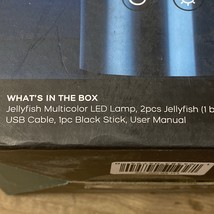 WHAT'S IN THE BOX
Jellyfish Multicolor LED Lamp, 2pcs Jellyfish (1 b
USB Cable, 1pc Black Stick, User Manual